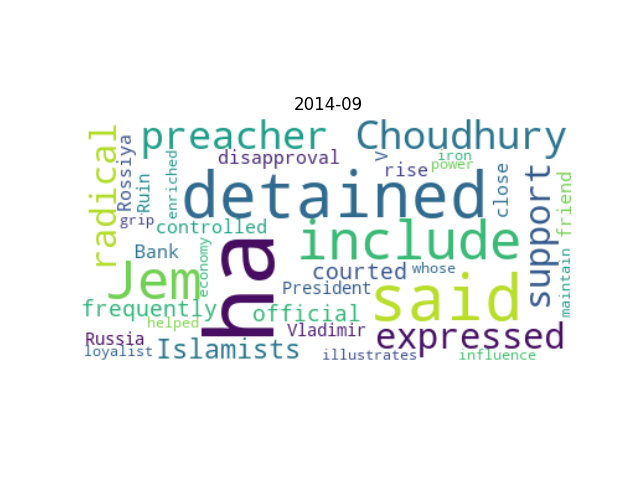 2014-09
preacher Choudhury
radical Rossiya Ruin enriched disapproval V rise iron power close
detained
grip controlled include support friend
Bank economy ha courted whose
Jem President said maintain
frequently official
helped Vladimir expressed
Russia
loyalist Islamists illustrates influence